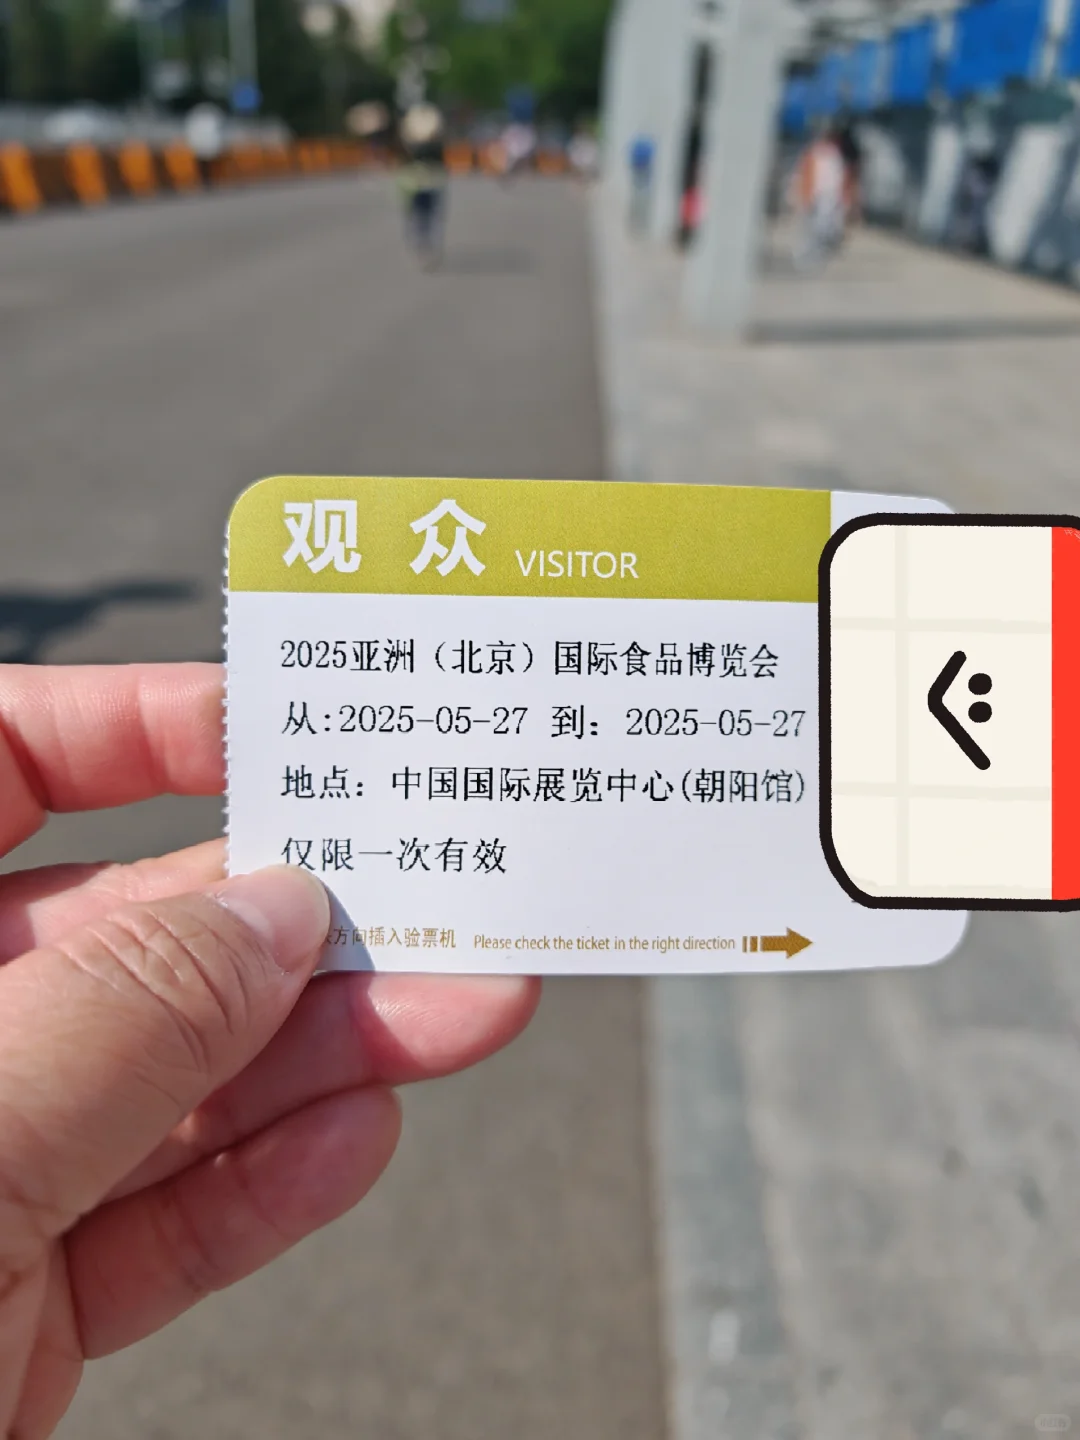 观 众 VISITOR
2025亚洲（北京）国际食品博览会
从:2025-05-27 到: 2025-05-27
地点: 中国国际展览中心(朝阳馆)
仅限一次有效
方向插入验票机 Please check the ticket in the right direction